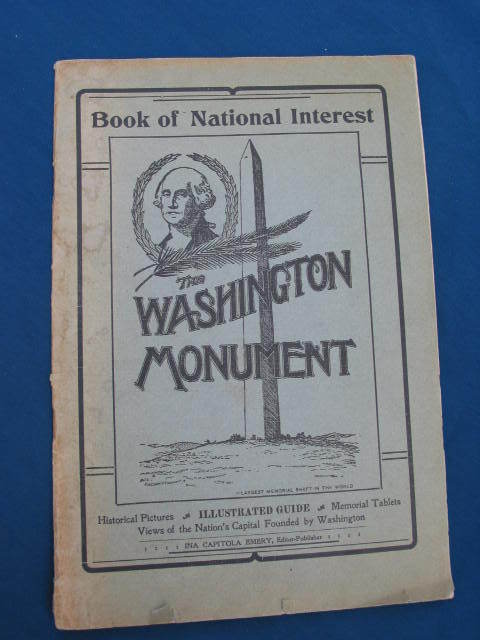 Book of National Interest
THE
WASHINGTON
MONUMENT
LARGEST MEMORIAL SHAFT IN THE WORLD
Historical Pictures ILLUSTRATED GUIDE Memorial Tablets
Views of the Nation's Capital Founded by Washington
: : : : INA CAPITOLA EMERY, Editor-Publisher : : : :